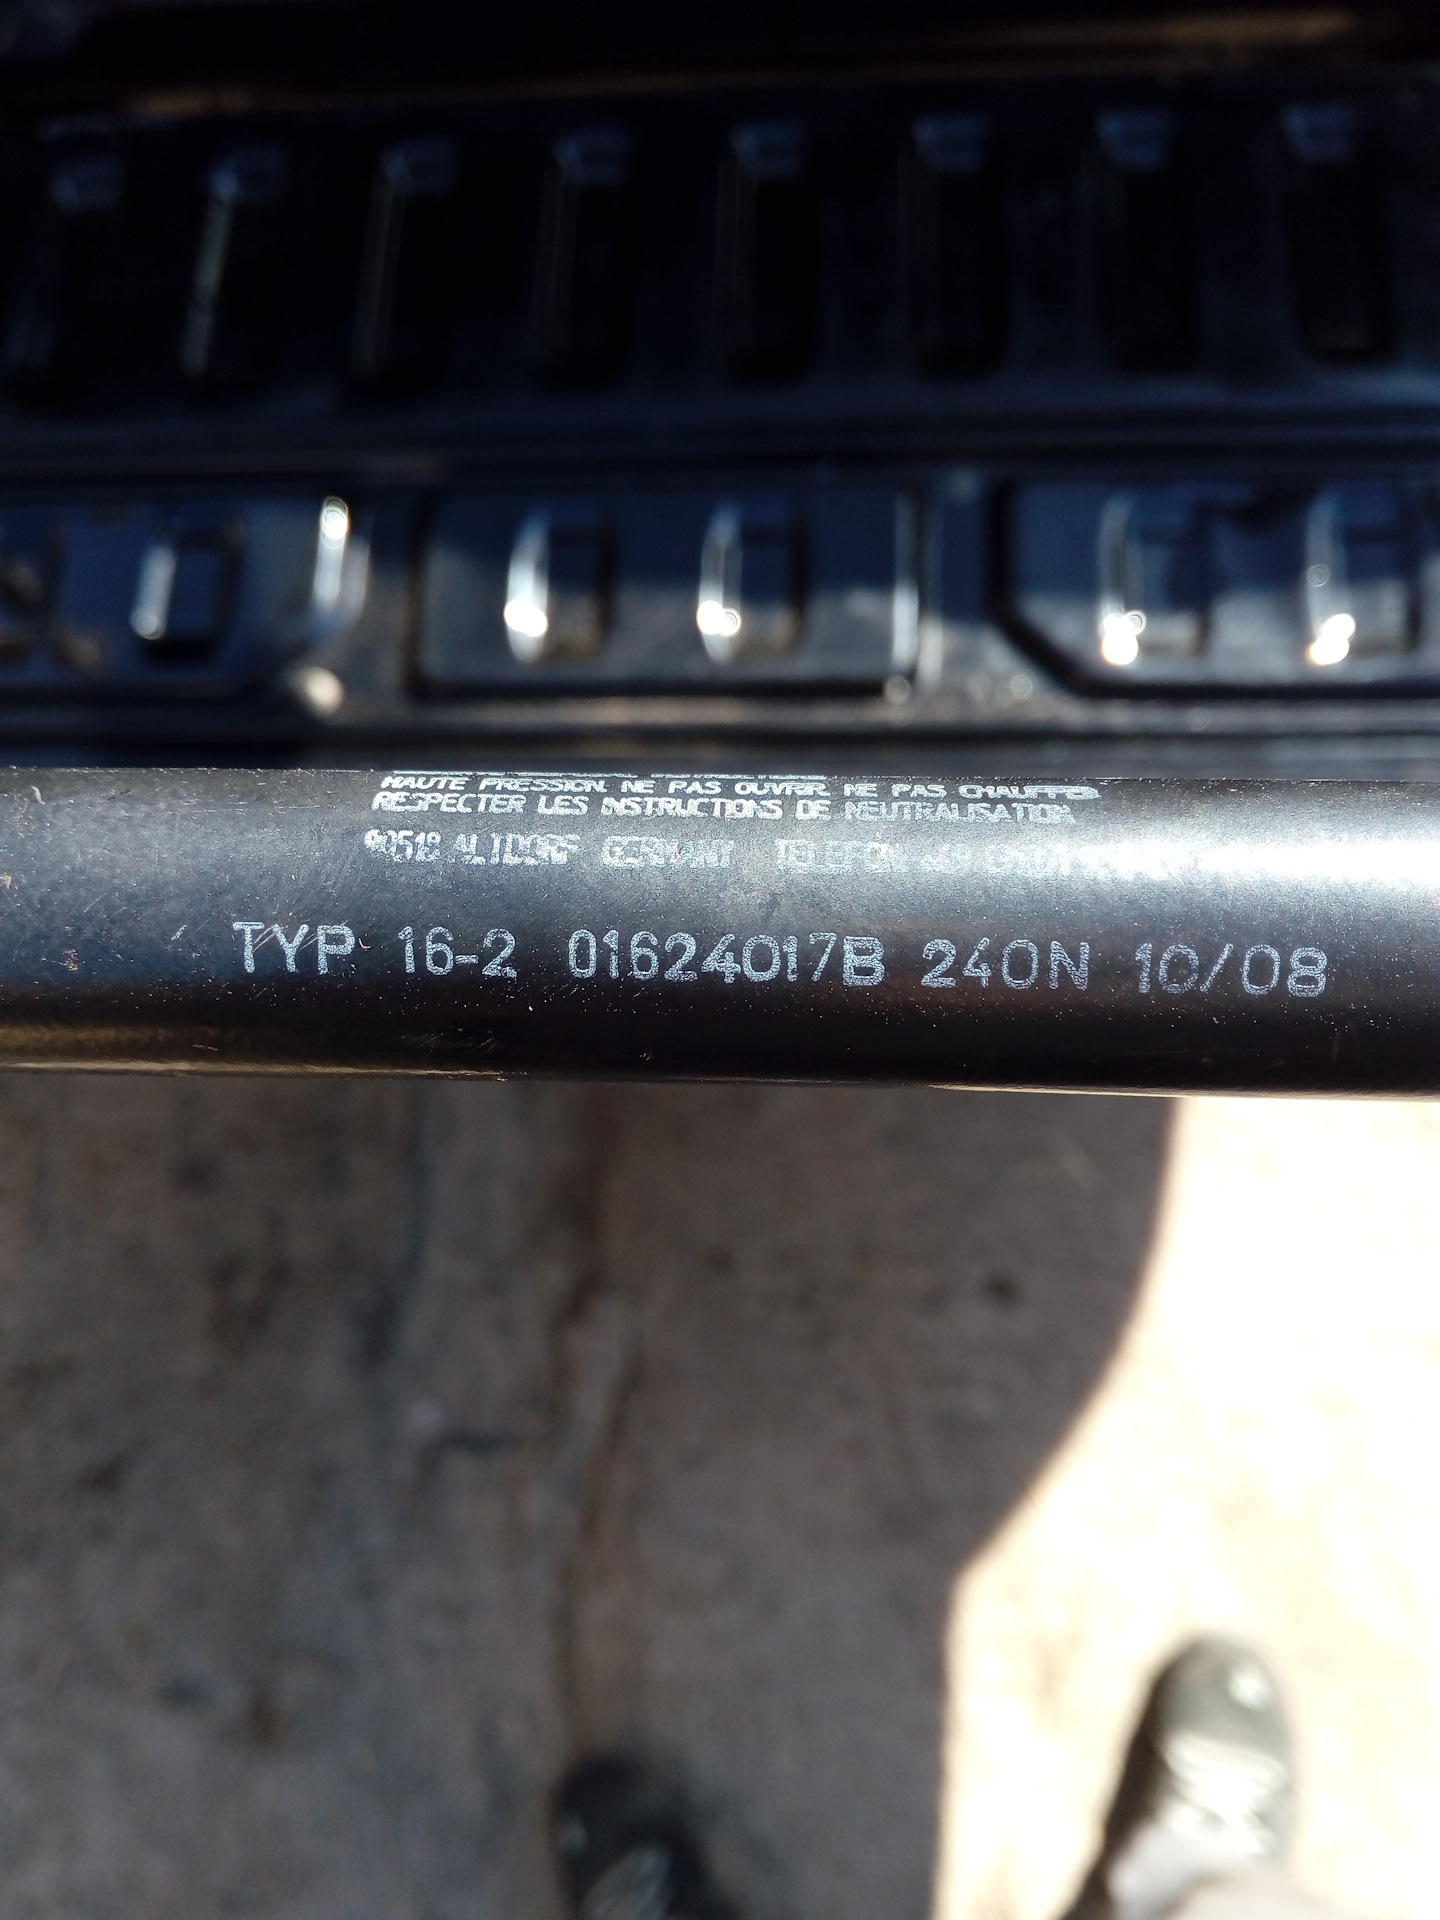 HAUTE PRESSION. NE PAS OUVRIR. NE PAS CHAUFFER
RESPECTER LES INSTRUCTIONS DE NEUTRALISATION
90518 ALTDORF GERMANY TELEFON
TYP 16-2 01624017B 240N 10/08